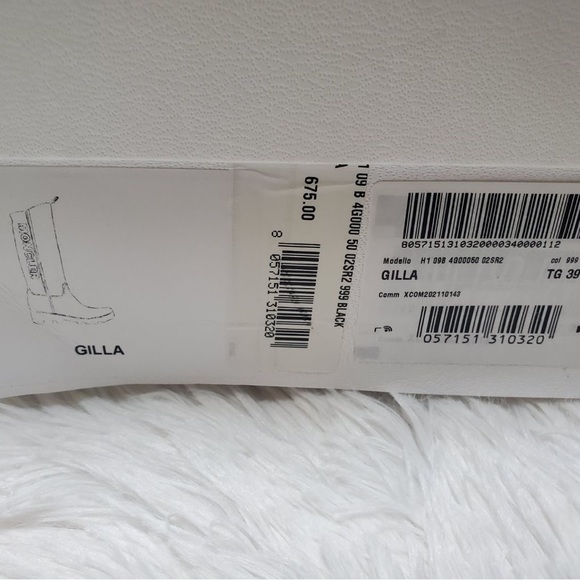 MONCLER
GILLA
675.00
1 09 B 4G000 50 02SR2 999 BLACK
8 057151 310320
8057151310320000340000112
Modello H1 09B 4G00050 02SR2 col 999
GILLA TG 39
Comm XCOM202110143
057151 310320